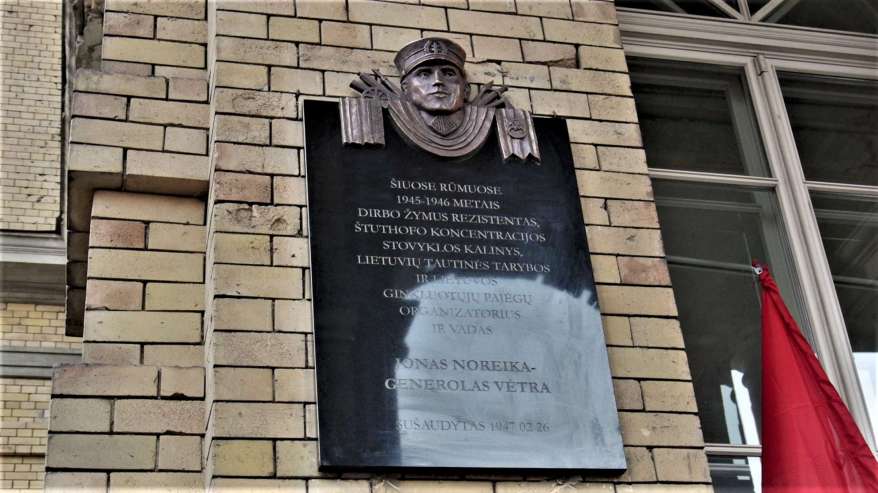 ŠIUOSE RŪMUOSE
1945-1946 METAIS
DIRBO ŽYMUS REZISTENTAS,
ŠTUTHOFO KONCENTRACIJOS
STOVYKLOS KALINYS,
LIETUVIŲ TAUTINĖS TARYBOS
IR LIETUVOS
GINKLUOTŲJŲ PAJĖGŲ
ORGANIZATORIUS
IR VADAS
JONAS NOREIKA-
GENEROLAS VĖTRA
SUŠAUDYTAS 1947 02 26